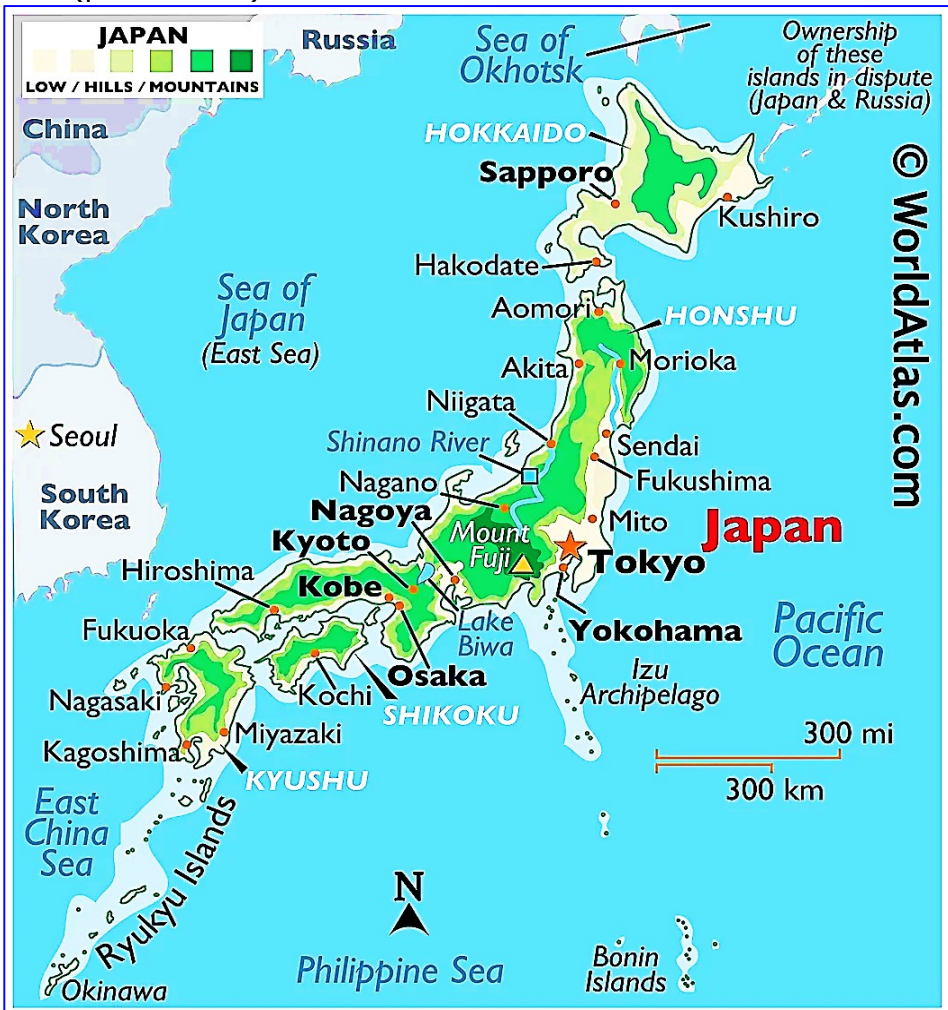 JAPAN
LOW / HILLS / MOUNTAINS
Russia
Sea of
Okhotsk
Ownership
of these
islands in dispute
(Japan & Russia)
China
HOKKAIDO
Sapporo
North
Korea
Kushiro
© WorldAtlas.com
Hakodate
Sea of
Japan
(East Sea)
Aomori
HONSHU
Akita
Morioka
Niigata
Seoul
Shinano River
Sendai
Nagano
Fukushima
South
Korea
Nagoya
Mito
Japan
Mount
Fuji
Kyoto
Tokyo
Hiroshima
Kobe
Lake
Biwa
Yokohama
Pacific
Ocean
Fukuoka
Izu
Archipelago
Osaka
Nagasaki
Kochi
SHIKOKU
Kagoshima
Miyazaki
300 mi
KYUSHU
300 km
East
China
Sea
Ryukyu Islands
N
Philippine Sea
Bonin
Islands
Okinawa